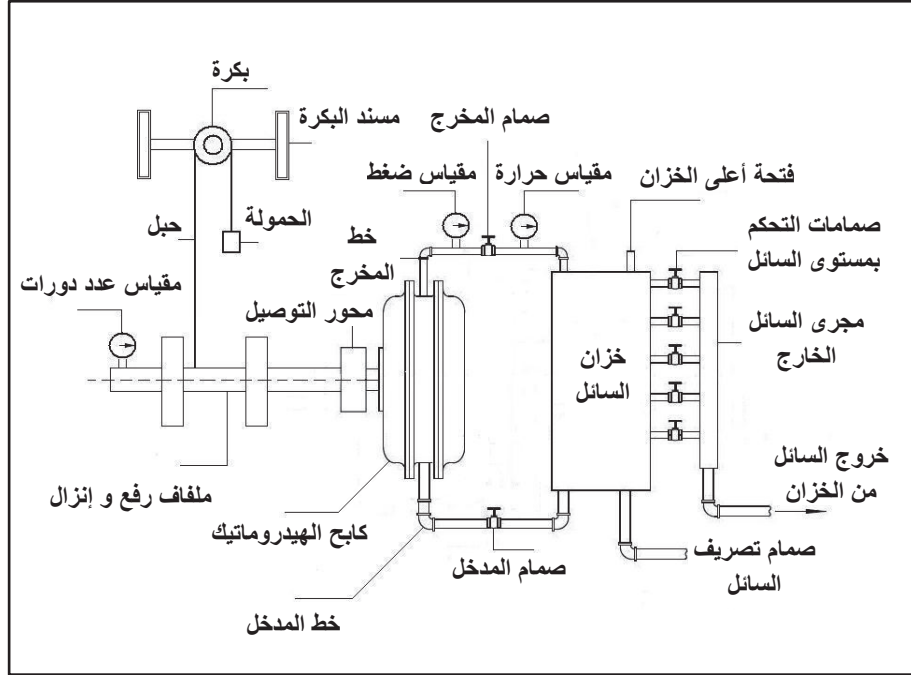 بكرة
مسند البكرة
صمام المخرج
مقياس ضغط
مقياس حرارة
فتحة أعلى الخزان
صمامات التحكم
بمستوى السائل
حبل
الحمولة
خط
المخرج
مقياس عدد دورات
محور التوصيل
مجرى السائل
الخارج
خزان
السائل
ملفاف رفع و إنزال
كابح الهيدروماتيك
خروج السائل
من الخزان
صمام المدخل
صمام تصريف
السائل
خط المدخل